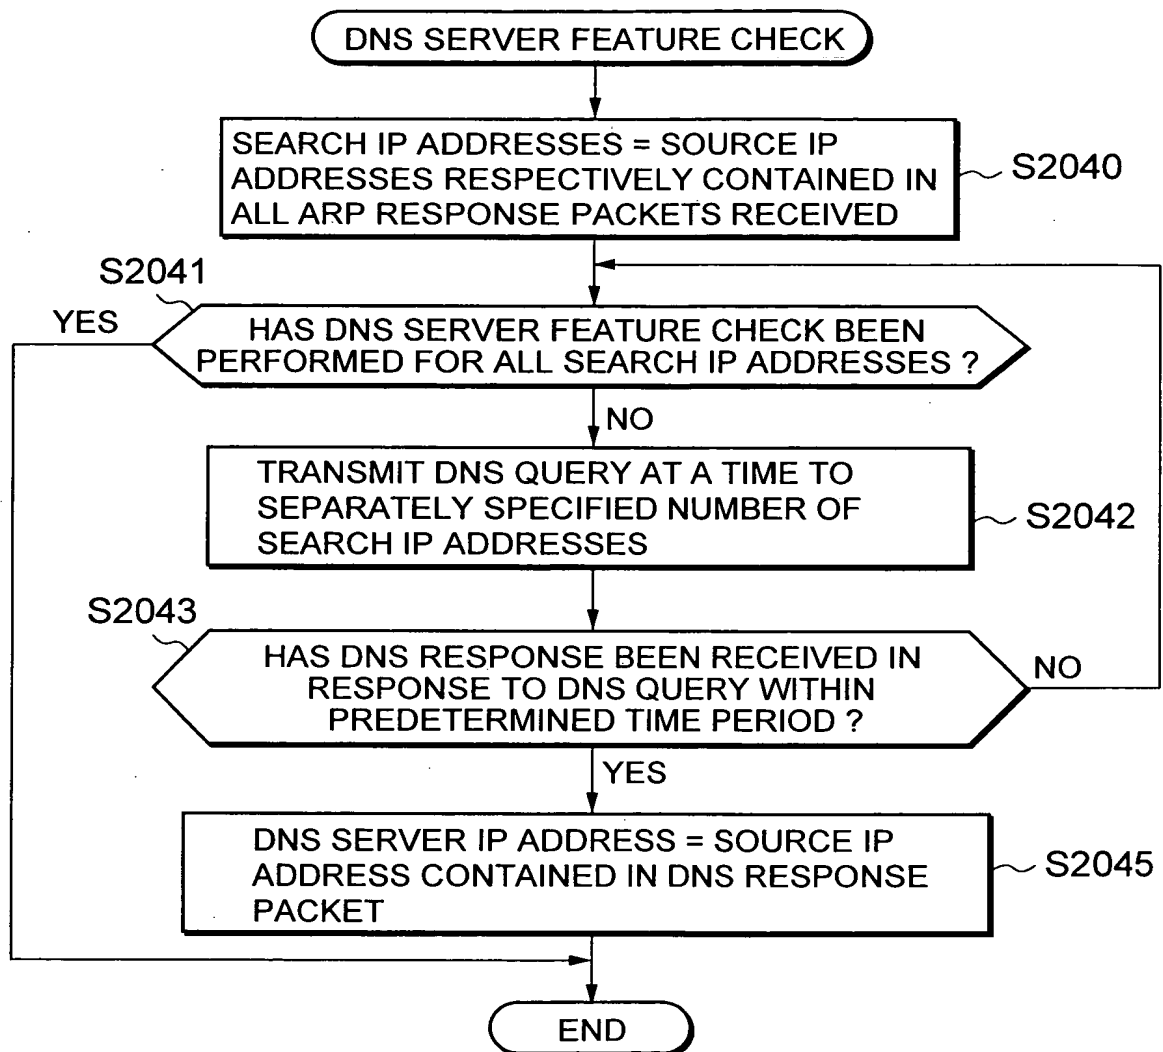 DNS SERVER FEATURE CHECK
SEARCH IP ADDRESSES = SOURCE IP
ADDRESSES RESPECTIVELY CONTAINED IN
ALL ARP RESPONSE PACKETS RECEIVED
S2040
S2041
YES
HAS DNS SERVER FEATURE CHECK BEEN
PERFORMED FOR ALL SEARCH IP ADDRESSES ?
NO
TRANSMIT DNS QUERY AT A TIME TO
SEPARATELY SPECIFIED NUMBER OF
SEARCH IP ADDRESSES
S2042
S2043
HAS DNS RESPONSE BEEN RECEIVED IN
RESPONSE TO DNS QUERY WITHIN
PREDETERMINED TIME PERIOD ?
NO
YES
DNS SERVER IP ADDRESS = SOURCE IP
ADDRESS CONTAINED IN DNS RESPONSE
PACKET
S2045
END